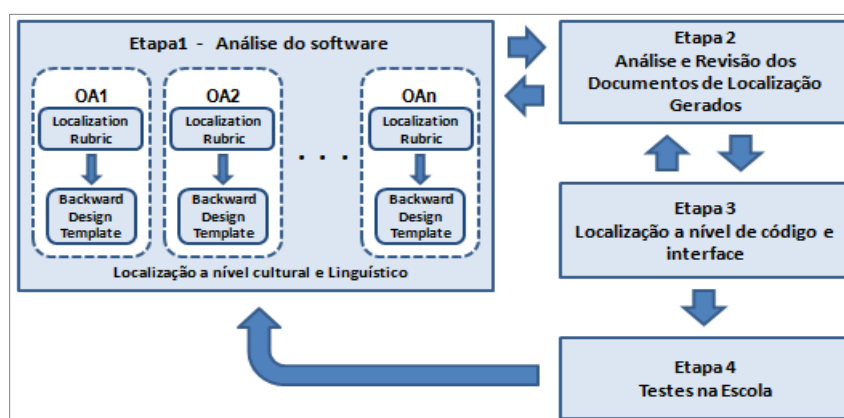 Etapa1 - Análise do software
OA1
Localization
Rubric
Backward
Design
Template
OA2
Localization
Rubric
Backward
Design
Template
. . .
OAn
Localization
Rubric
Backward
Design
Template
Localização a nível cultural e Linguístico
Etapa 2
Análise e Revisão dos
Documentos de Localização
Gerados
Etapa 3
Localização a nível de código e
interface
Etapa 4
Testes na Escola